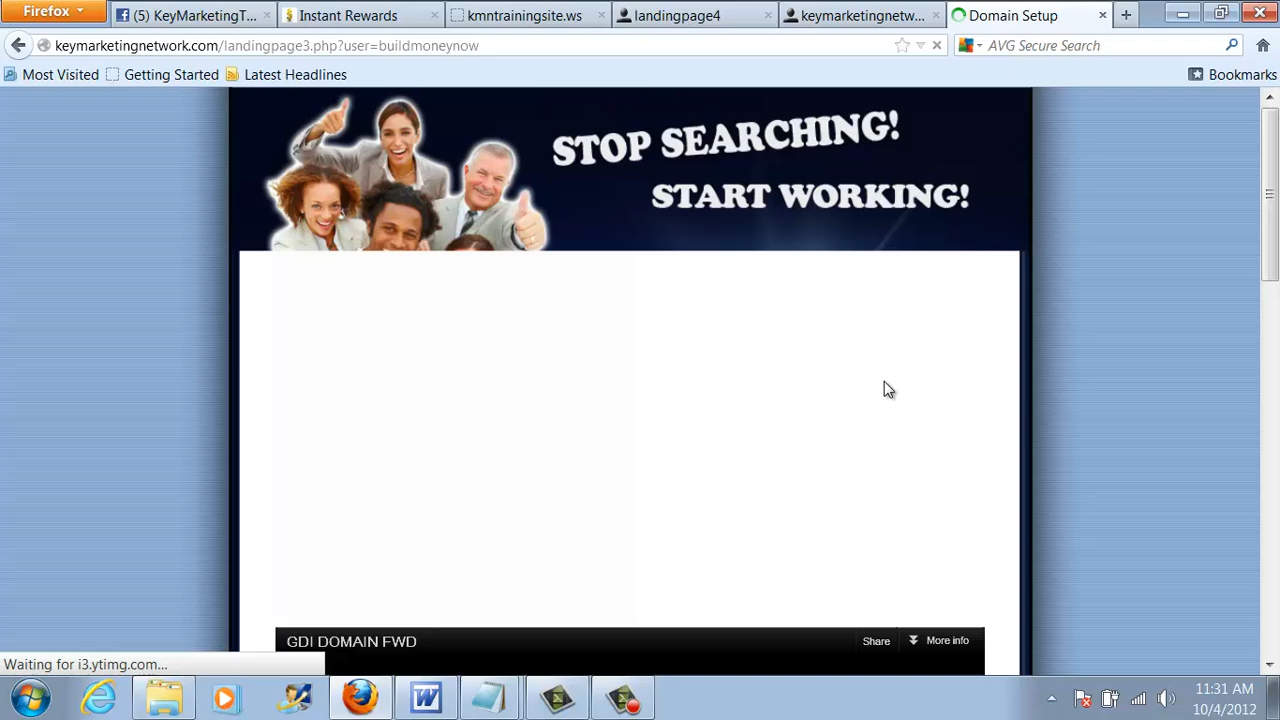 Firefox
(5) KeyMarketingT...
Instant Rewards
kmntrainingsite.ws
landingpage4
keymarketingnetw...
Domain Setup
keymarketingnetwork.com/landingpage3.php?user=buildmoneynow
AVG Secure Search
Most Visited
Getting Started
Latest Headlines
Bookmarks
STOP SEARCHING!
START WORKING!
GDI DOMAIN FWD
Share
More info
Waiting for i3.ytimg.com...
11:31 AM
10/4/2012